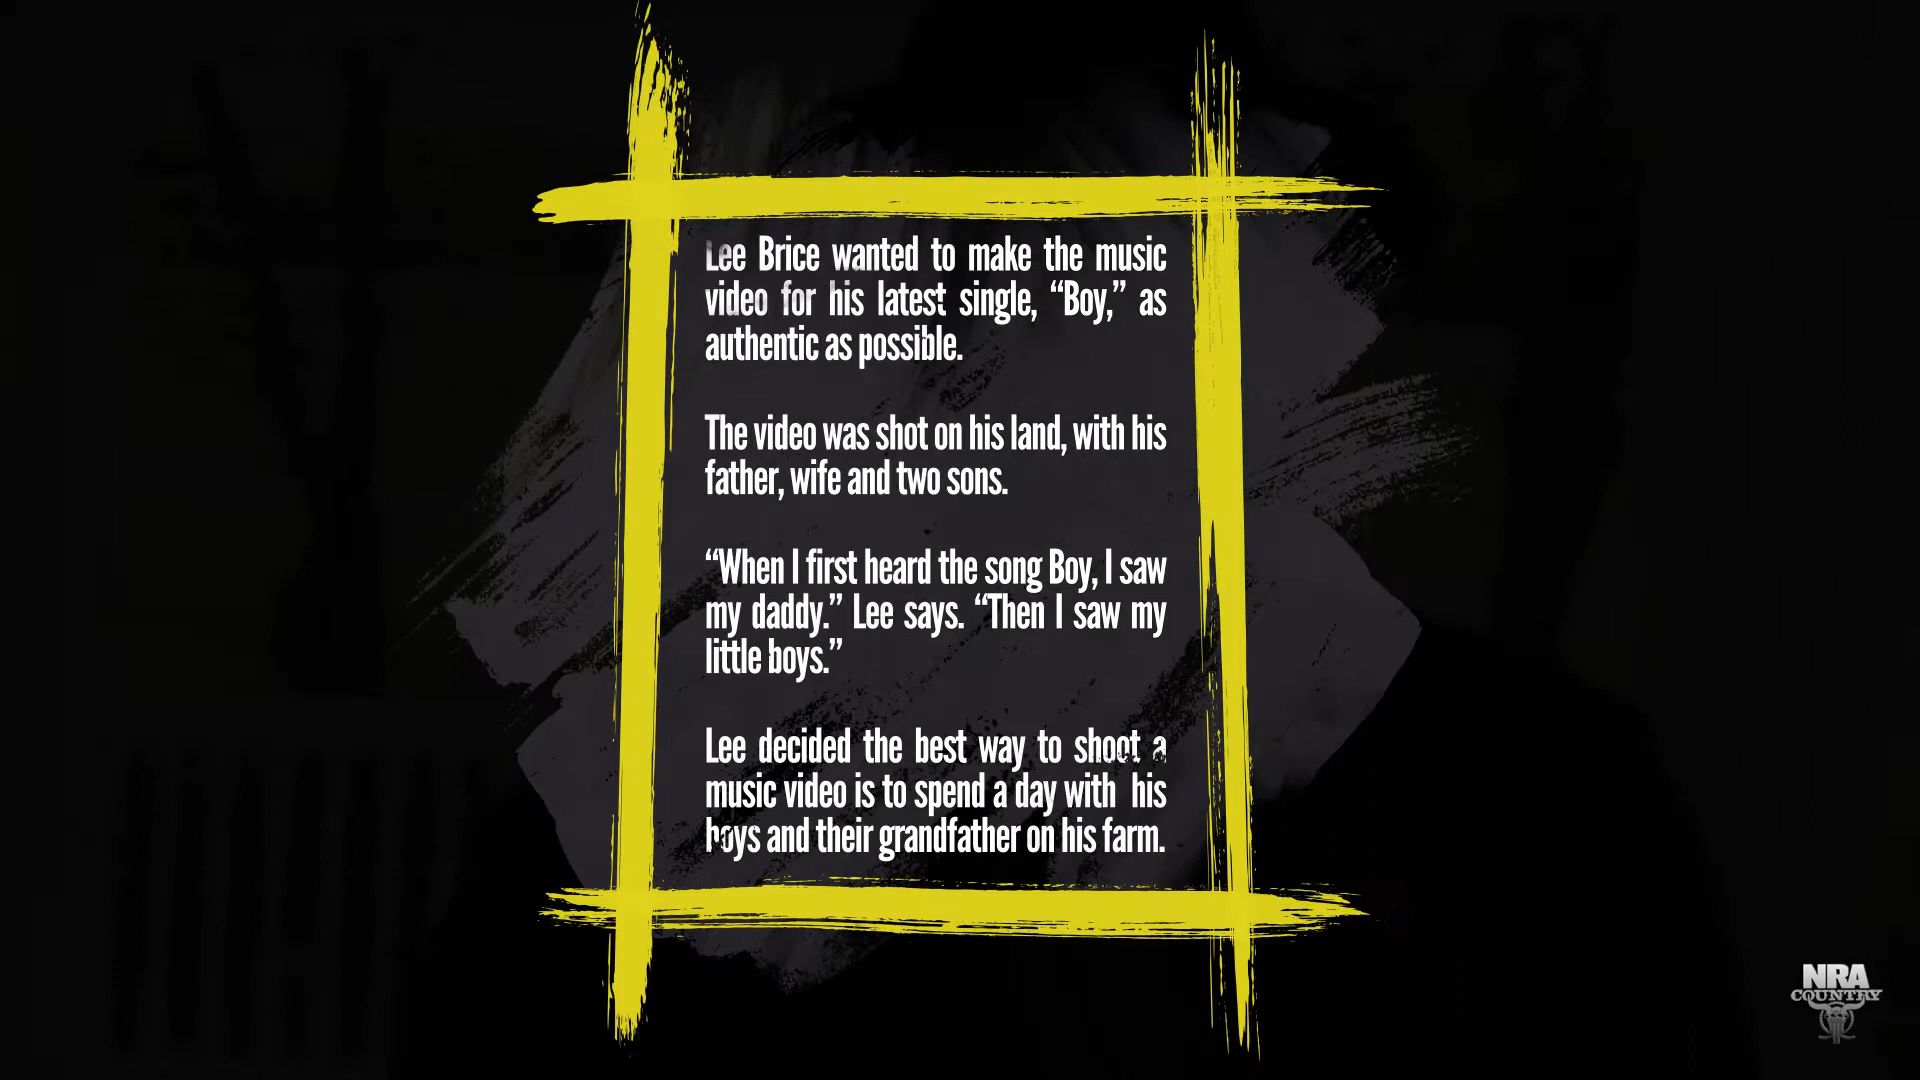 Lee Brice wanted to make the music
video for his latest single, “Boy,” as
authentic as possible.
The video was shot on his land, with his
father, wife and two sons.
“When I first heard the song Boy, I saw
my daddy.” Lee says. “Then I saw my
little boys.”
Lee decided the best way to shoot a
music video is to spend a day with his
boys and their grandfather on his farm.
NRA
COUNTRY